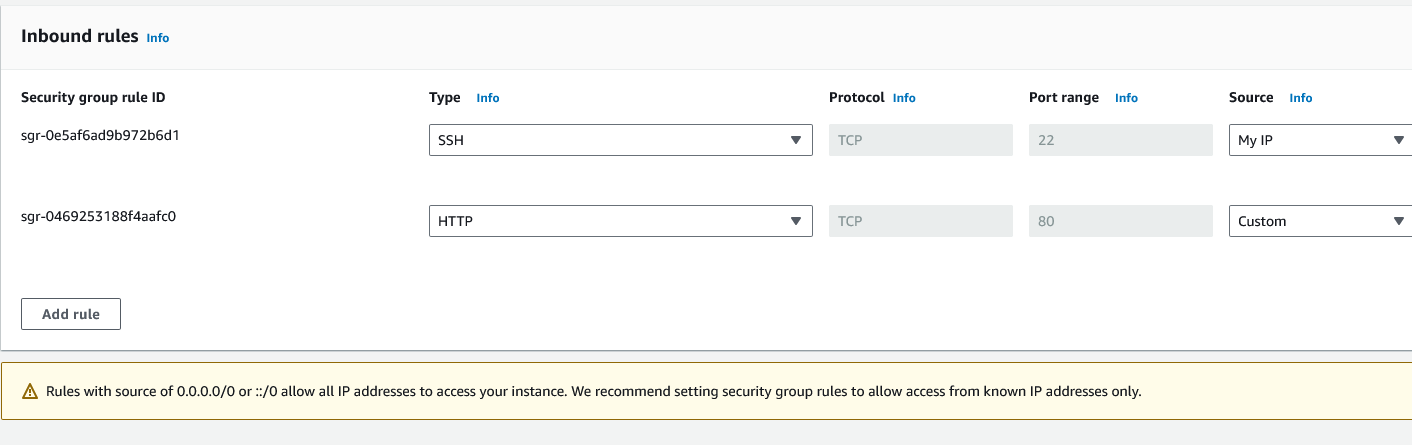 Inbound rules Info
Security group rule ID Type Info Protocol Info Port range Info Source Info
sgr-0e5af6ad9b972b6d1 SSH TCP 22 My IP
sgr-0469253188f4aafc0 HTTP TCP 80 Custom
Add rule
Rules with source of 0.0.0.0/0 or ::/0 allow all IP addresses to access your instance. We recommend setting security group rules to allow access from known IP addresses only.